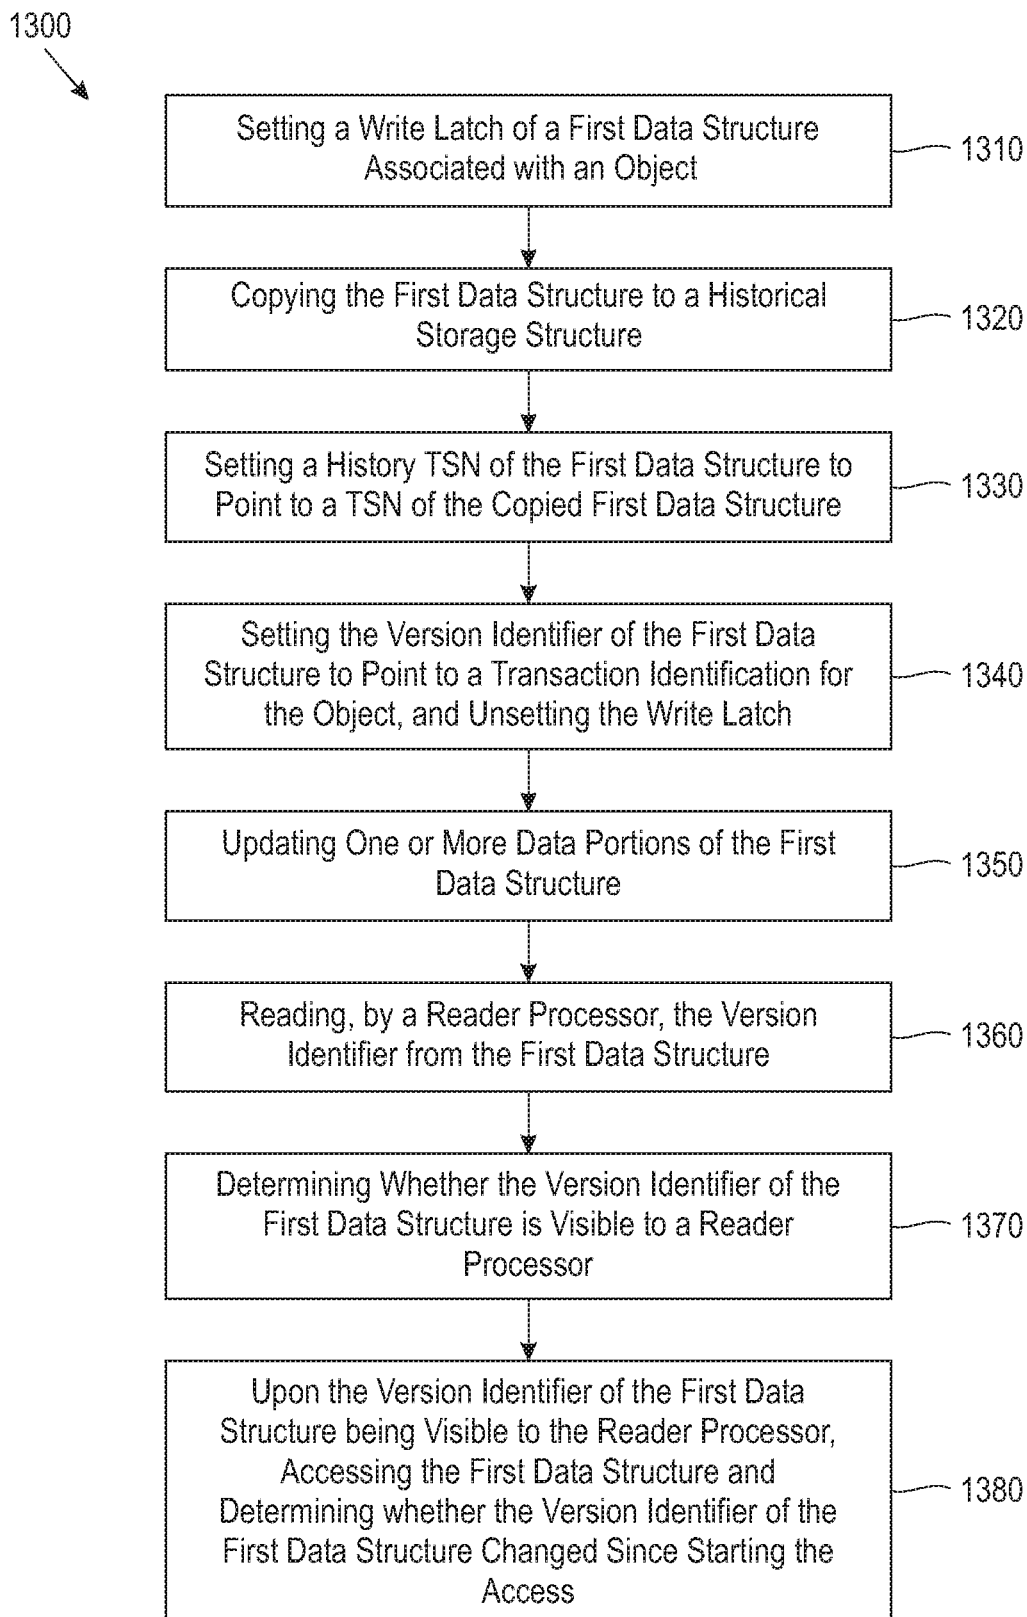 1300
Setting a Write Latch of a First Data Structure
Associated with an Object
1310
Copying the First Data Structure to a Historical
Storage Structure
1320
Setting a History TSN of the First Data Structure to
Point to a TSN of the Copied First Data Structure
1330
Setting the Version Identifier of the First Data
Structure to Point to a Transaction Identification for
the Object, and Unsetting the Write Latch
1340
Updating One or More Data Portions of the First
Data Structure
1350
Reading, by a Reader Processor, the Version
Identifier from the First Data Structure
1360
Determining Whether the Version Identifier of the
First Data Structure is Visible to a Reader
Processor
1370
Upon the Version Identifier of the First Data
Structure being Visible to the Reader Processor,
Accessing the First Data Structure and
Determining whether the Version Identifier of the
First Data Structure Changed Since Starting the
Access
1380